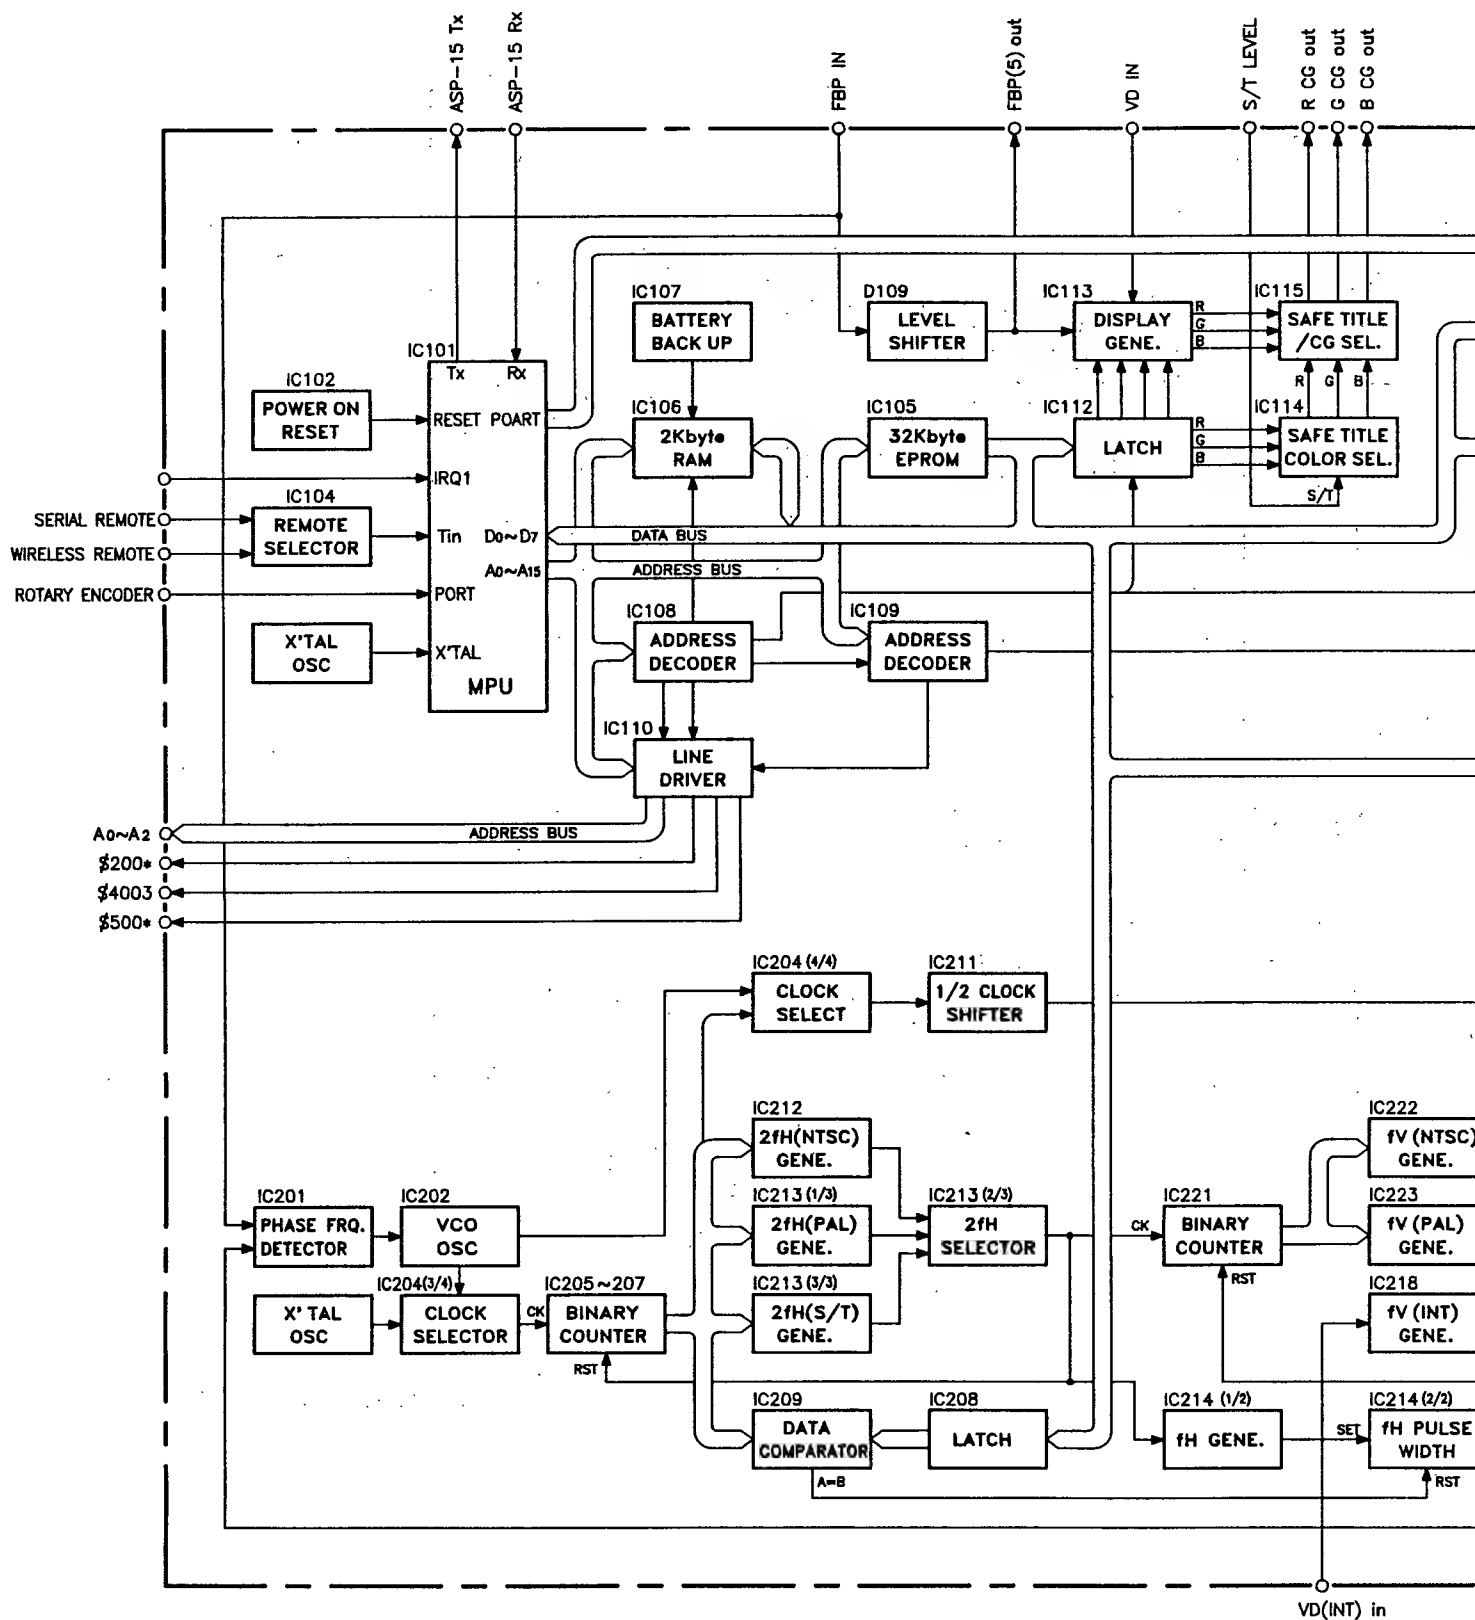 ASP-15 Tx
ASP-15 Rx
FBP IN
FBP(5) out
VD IN
S/T LEVEL
R CG out
G CG out
B CG out
IC107
BATTERY
BACK UP
D109
LEVEL
SHIFTER
IC113
DISPLAY
GENE.
R
G
B
IC115
SAFE TITLE
/CG SEL.
IC101
Tx
Rx
RESET
POART
IRQ1
Tin
D0~D7
A0~A15
PORT
X'TAL
MPU
IC102
POWER ON
RESET
IC106
2Kbyte
RAM
IC105
32Kbyte
EPROM
IC112
LATCH
R
G
B
R
G
B
IC114
SAFE TITLE
COLOR SEL.
S/T
IC104
REMOTE
SELECTOR
SERIAL REMOTE
WIRELESS REMOTE
ROTARY ENCODER
DATA BUS
ADDRESS BUS
X'TAL
OSC
IC108
ADDRESS
DECODER
IC109
ADDRESS
DECODER
IC110
LINE
DRIVER
A0~A2
ADDRESS BUS
$200*
$4003
$500*
IC204 (4/4)
CLOCK
SELECT
IC211
1/2 CLOCK
SHIFTER
IC212
2fH(NTSC)
GENE.
IC222
fV (NTSC)
GENE.
IC201
PHASE FRQ.
DETECTOR
IC202
VCO
OSC
IC213 (1/3)
2fH(PAL)
GENE.
IC213 (2/3)
2fH
SELECTOR
CK
IC221
BINARY
COUNTER
RST
IC223
fV (PAL)
GENE.
X' TAL
OSC
IC204(3/4)
CLOCK
SELECTOR
CK
IC205~207
BINARY
COUNTER
RST
IC213 (3/3)
2fH(S/T)
GENE.
IC218
fV (INT)
GENE.
IC209
DATA
COMPARATOR
A=B
IC208
LATCH
IC214 (1/2)
fH GENE.
SET
IC214 (2/2)
fH PULSE
WIDTH
RST
VD(INT) in